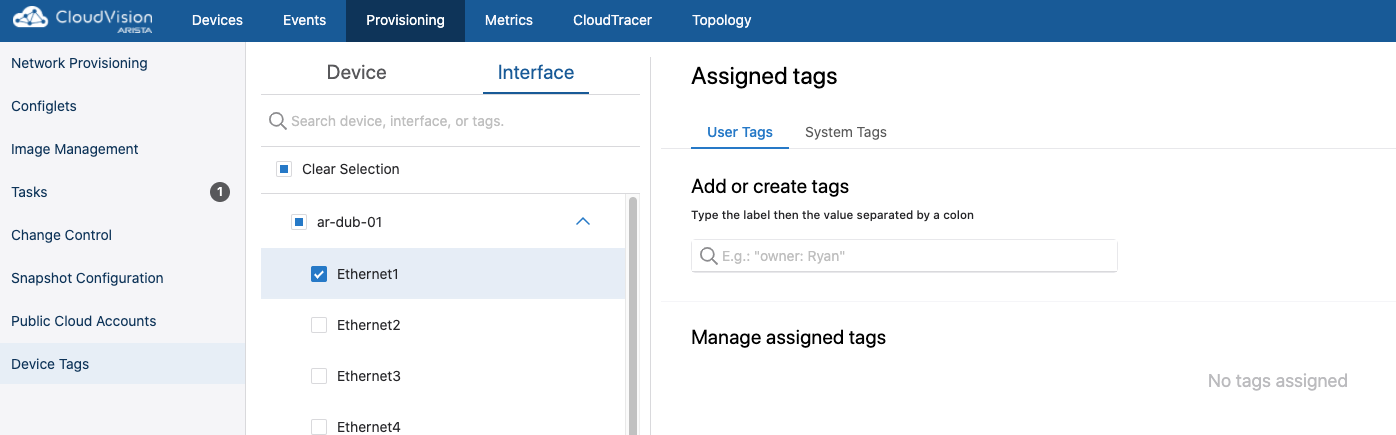 CloudVision
ARISTA
Devices
Events
Provisioning
Metrics
CloudTracer
Topology
Network Provisioning
Configlets
Image Management
Tasks
1
Change Control
Snapshot Configuration
Public Cloud Accounts
Device Tags
Device
Interface
Search device, interface, or tags.
Clear Selection
ar-dub-01
Ethernet1
Ethernet2
Ethernet3
Ethernet4
Assigned tags
User Tags
System Tags
Add or create tags
Type the label then the value separated by a colon
E.g.: "owner: Ryan"
Manage assigned tags
No tags assigned